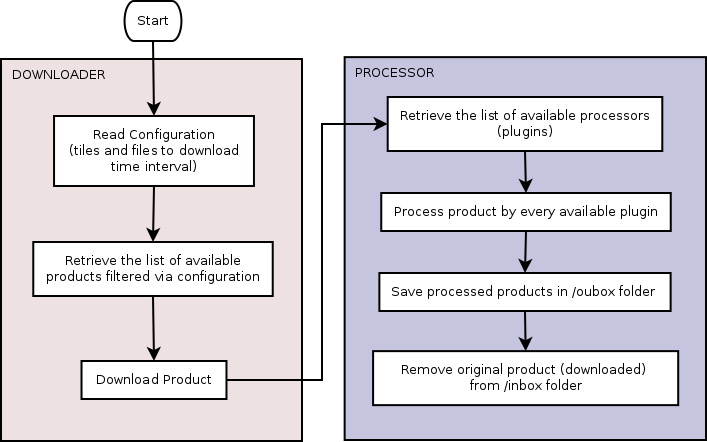 Start
DOWNLOADER
Read Configuration
(tiles and files to download
time interval)
Retrieve the list of available
products filtered via configuration
Download Product
PROCESSOR
Retrieve the list of available processors
(plugins)
Process product by every available plugin
Save processed products in /oubox folder
Remove original product (downloaded)
from /inbox folder